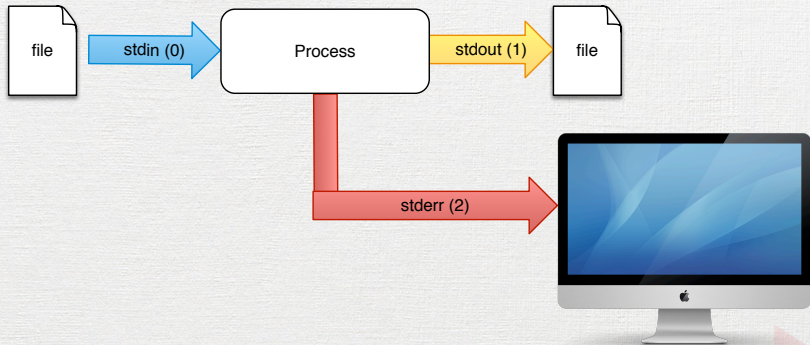 file
stdin (0)
Process
stdout (1)
file
stderr (2)